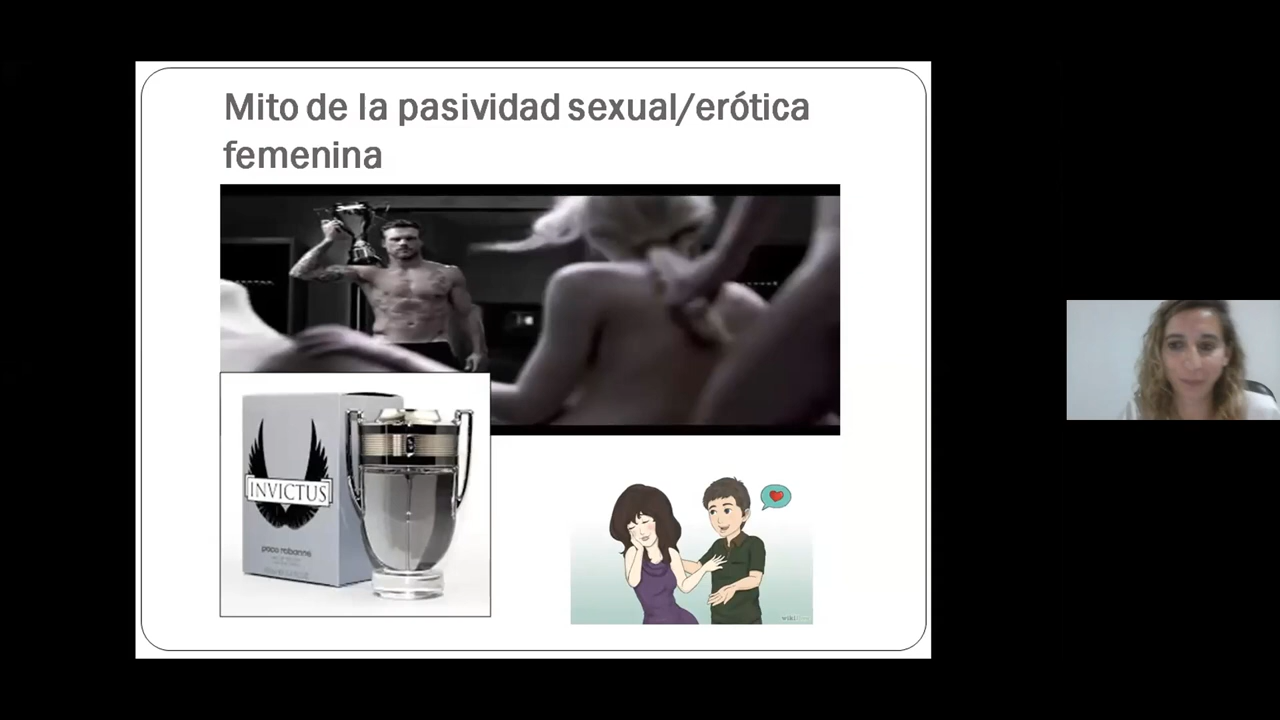 Mito de la pasividad sexual/erótica
femenina
INVICTUS
paco rabanne